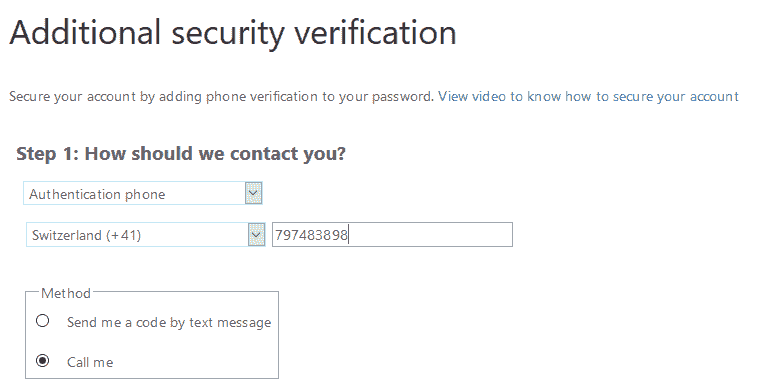 Additional security verification
Secure your account by adding phone verification to your password. View video to know how to secure your account
Step 1: How should we contact you?
Authentication phone
Switzerland (+41) 797483898
Method
Send me a code by text message
Call me